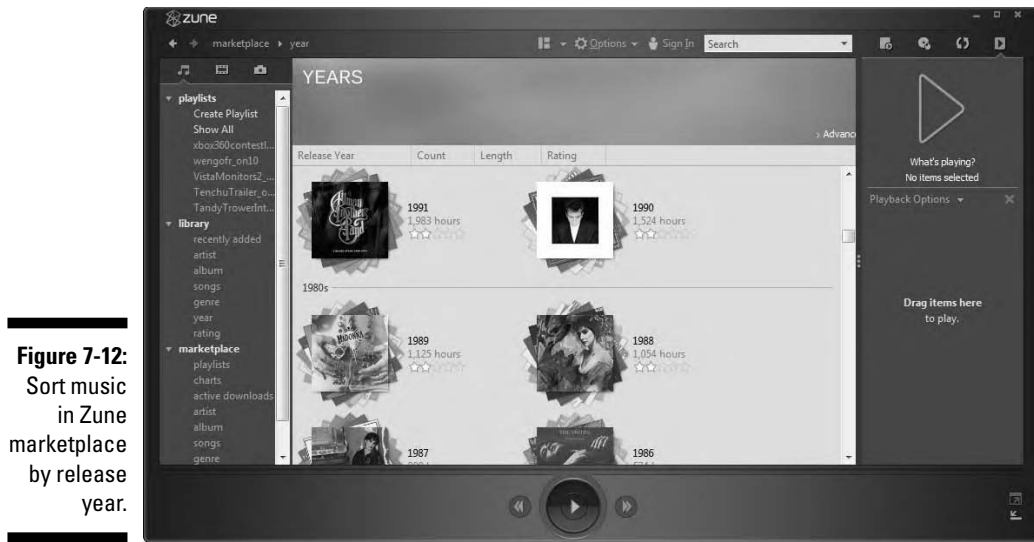 zune
marketplace › year
Options
Sign In
Search
playlists
Create Playlist
Show All
xbox360contestI...
wengofr_on10
VistaMonitors2_...
TenchuTrailer_o...
TandyTrowerInt...
library
recently added
artist
album
songs
genre
year
rating
marketplace
playlists
charts
active downloads
artist
album
songs
genre
YEARS
› Advanc
Release Year Count Length Rating
1991
1,983 hours
1990
1,524 hours
1980s
1989
1,125 hours
1988
1,054 hours
1987
1986
MADONNA
What's playing?
No items selected
Playback Options
Drag items here
to play.
Figure 7-12:
Sort music
in Zune
marketplace
by release
year.